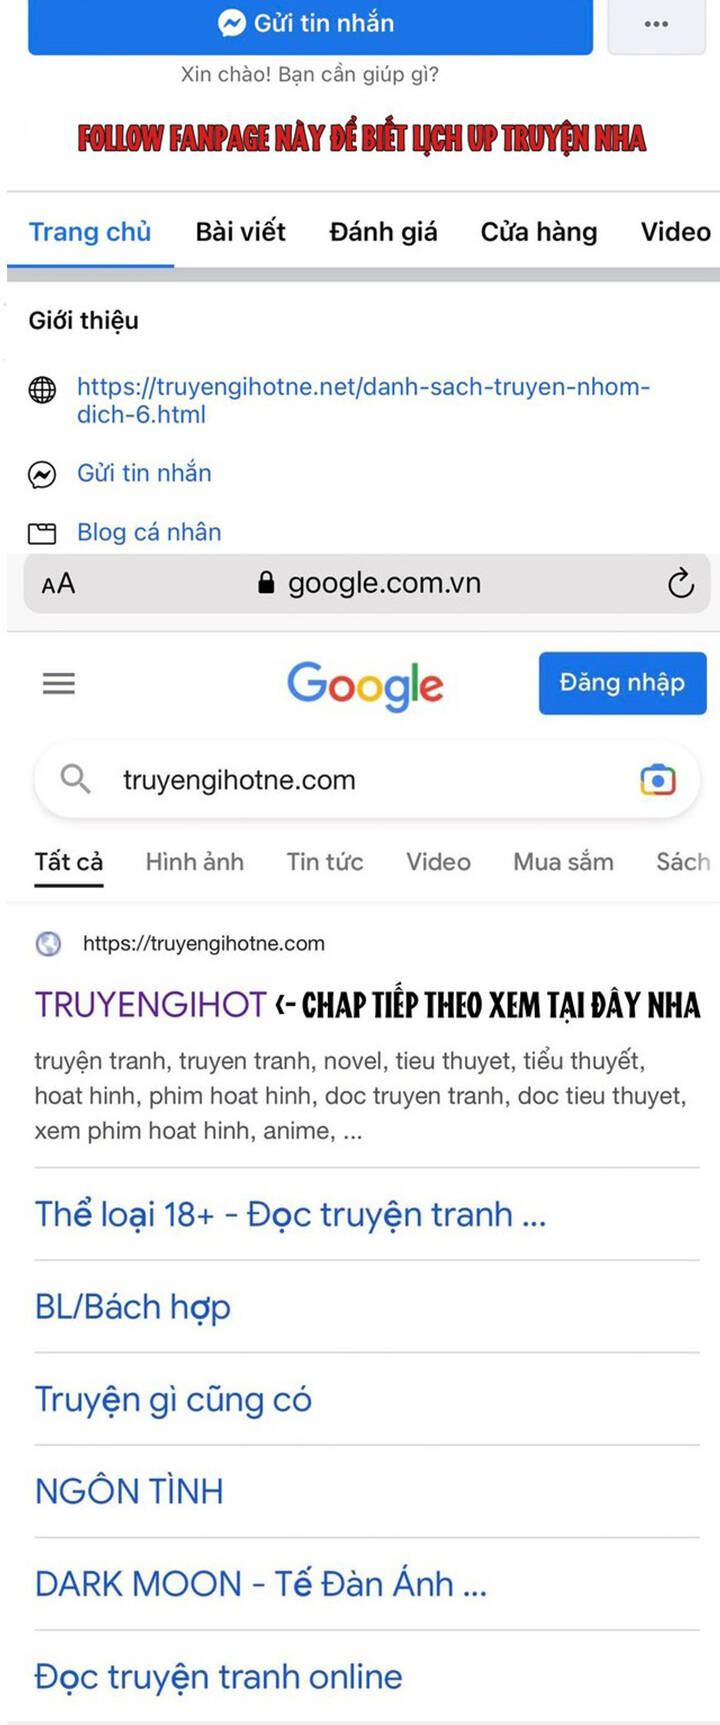 Gửi tin nhắn
Xin chào! Bạn cần giúp gì?
FOLLOW FANPAGE NÀY ĐỂ BIẾT LỊCH UP TRUYỆN NHA
Trang chủ Bài viết Đánh giá Cửa hàng Video
Giới thiệu
https://truyengihotne.net/danh-sach-truyen-nhom-
dich-6.html
Gửi tin nhắn
Blog cá nhân
AA google.com.vn
Google Đăng nhập
truyengihotne.com
Tất cả Hình ảnh Tin tức Video Mua sắm Sách
https://truyengihotne.com
TRUYENGIHOT <- CHAP TIẾP THEO XEM TẠI ĐÂY NHA
truyện tranh, truyen tranh, novel, tieu thuyet, tiểu thuyết,
hoat hinh, phim hoat hinh, doc truyen tranh, doc tieu thuyet,
xem phim hoat hinh, anime, ...
Thể loại 18+ - Đọc truyện tranh ...
BL/Bách hợp
Truyện gì cũng có
NGÔN TÌNH
DARK MOON - Tế Đàn Ánh ...
Đọc truyện tranh online